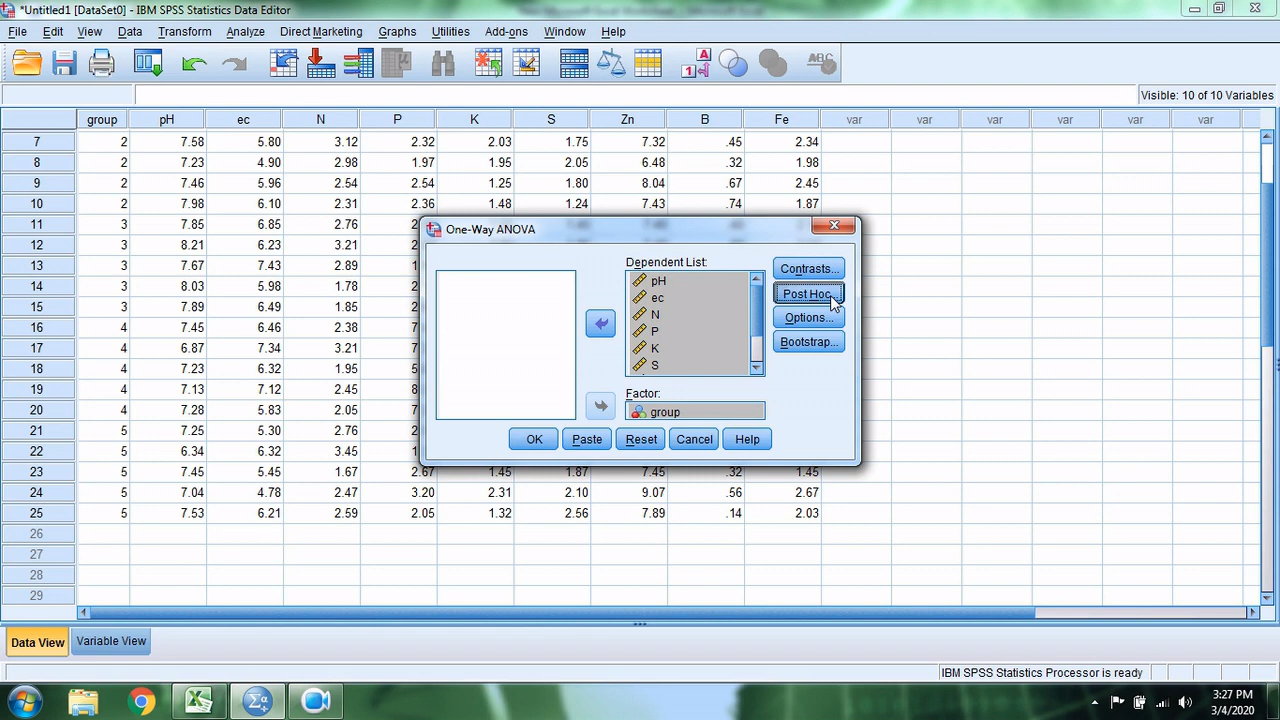 *Untitled1 [DataSet0] - IBM SPSS Statistics Data Editor
File Edit View Data Transform Analyze Direct Marketing Graphs Utilities Add-ons Window Help
Visible: 10 of 10 Variables
group pH ec N P K S Zn B Fe var var var var var var
7 2 7.58 5.80 3.12 2.32 2.03 1.75 7.32 .45 2.34
8 2 7.23 4.90 2.98 1.97 1.95 2.05 6.48 .32 1.98
9 2 7.46 5.96 2.54 2.54 1.25 1.80 8.04 .67 2.45
10 2 7.98 6.10 2.31 2.36 1.48 1.24 7.43 .74 1.87
11 3 7.85 6.85 2.76 2
12 3 8.21 6.23 3.21 2
13 3 7.67 7.43 2.89 1
14 3 8.03 5.98 1.78 1
15 3 7.89 6.49 1.85 2
16 4 7.45 6.46 2.38 7
17 4 6.87 7.34 3.21 7
18 4 7.23 6.32 1.95 5
19 4 7.13 7.12 2.45 8
20 4 7.28 5.83 2.05 7
21 5 7.25 5.30 2.76 2
22 5 6.34 6.32 3.45 1
23 5 7.45 5.45 1.67 2.67 1.45 1.87 7.45 .32 1.45
24 5 7.04 4.78 2.47 3.20 2.31 2.10 9.07 .56 2.67
25 5 7.53 6.21 2.59 2.05 1.32 2.56 7.89 .14 2.03
26
27
28
29
One-Way ANOVA
Dependent List:
pH
ec
N
P
K
S
Contrasts...
Post Hoc...
Options...
Bootstrap...
Factor:
group
OK Paste Reset Cancel Help
Data View Variable View
IBM SPSS Statistics Processor is ready
3:27 PM
3/4/2020